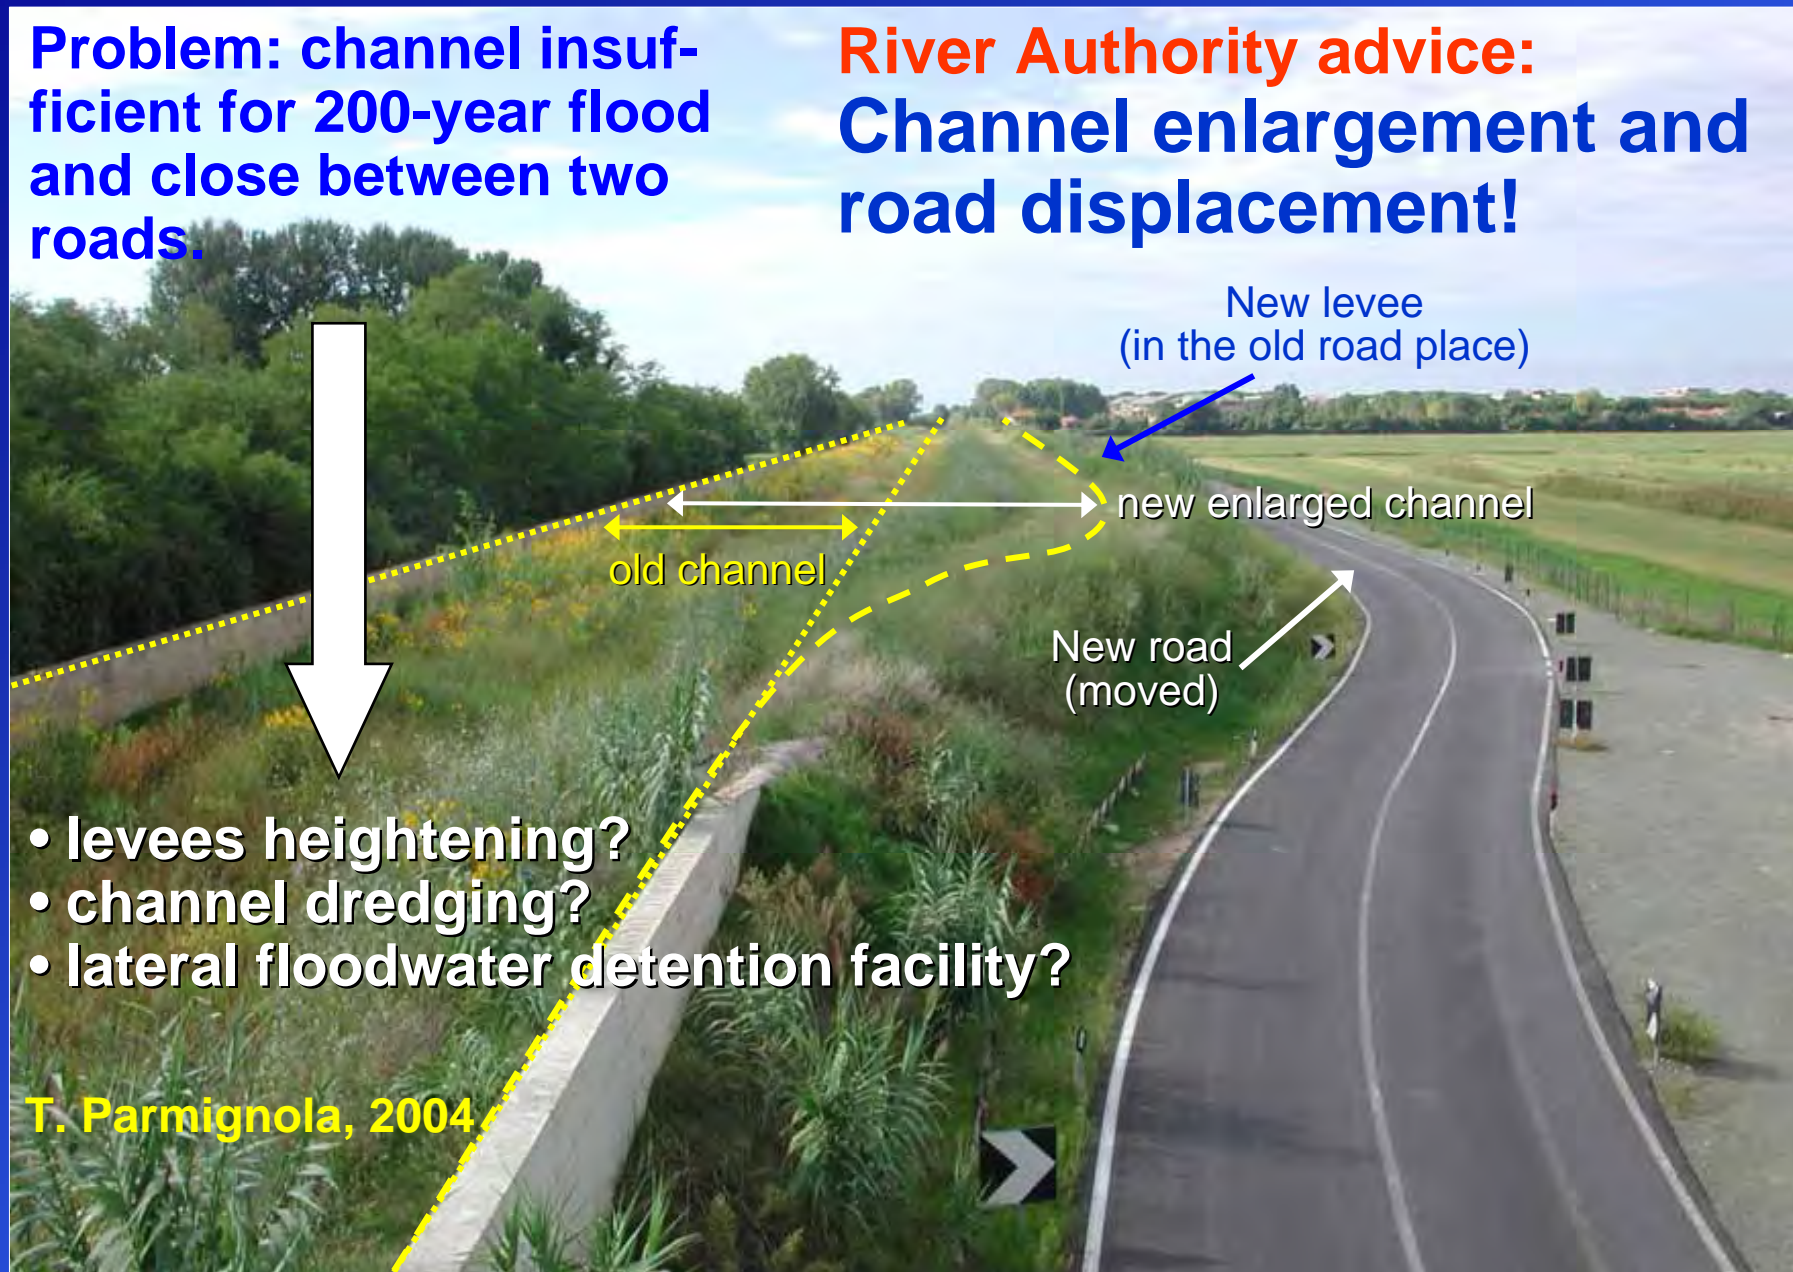 Problem: channel insuf-
ficient for 200-year flood
and close between two
roads.
River Authority advice:
Channel enlargement and
road displacement!
New levee
(in the old road place)
new enlarged channel
old channel
New road
(moved)
• levees heightening?
• channel dredging?
• lateral floodwater detention facility?
T. Parmignola, 2004